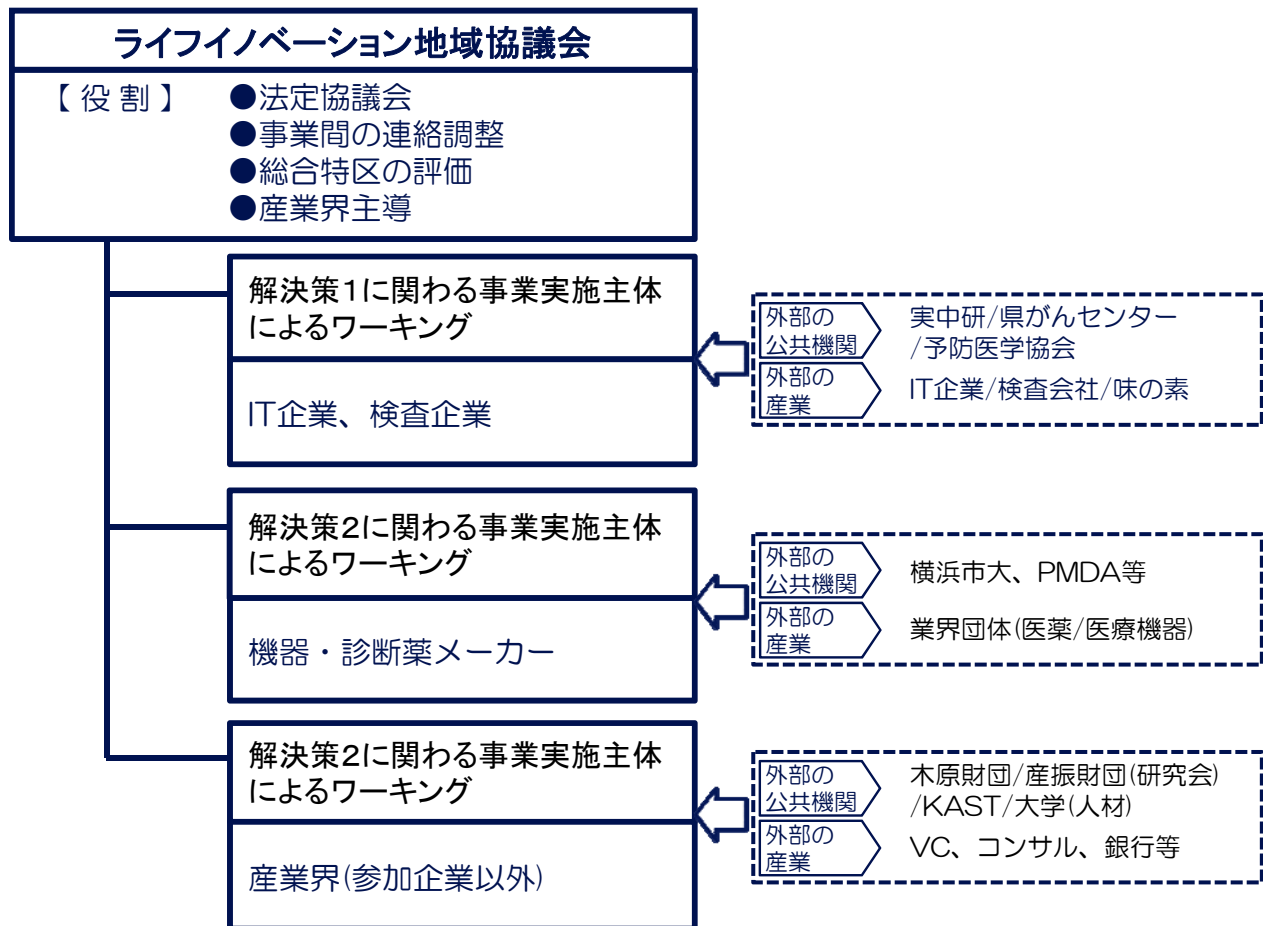 ライフイノベーション地域協議会
【役割】 ●法定協議会
●事業間の連絡調整
●総合特区の評価
●産業界主導
解決策1に関わる事業実施主体
によるワーキング
IT企業、検査企業
外部の
公共機関
実中研/県がんセンター
/予防医学協会
外部の
産業
IT企業/検査会社/味の素
解決策2に関わる事業実施主体
によるワーキング
機器・診断薬メーカー
外部の
公共機関
横浜市大、PMDA等
外部の
産業
業界団体(医薬/医療機器)
解決策2に関わる事業実施主体
によるワーキング
産業界(参加企業以外)
外部の
公共機関
木原財団/産振財団(研究会)
/KAST/大学(人材)
外部の
産業
VC、コンサル、銀行等